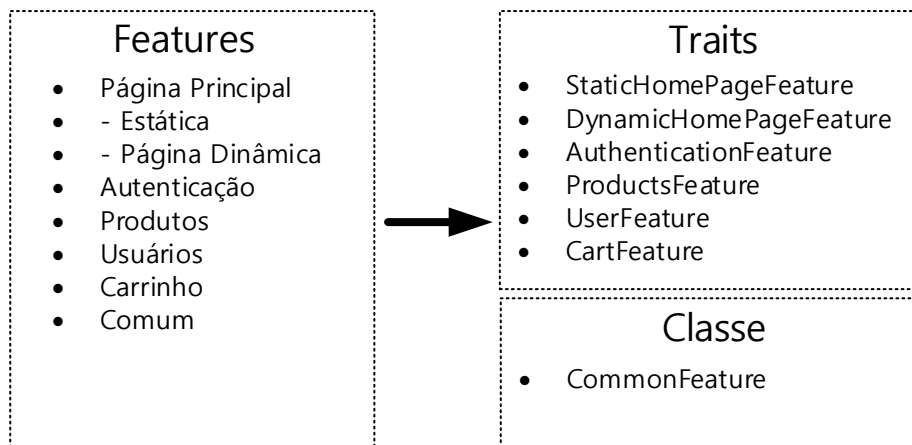 Features
• Página Principal
• - Estática
• - Página Dinâmica
• Autenticação
• Produtos
• Usuários
• Carrinho
• Comum
Traits
• StaticHomePageFeature
• DynamicHomePageFeature
• AuthenticationFeature
• ProductsFeature
• UserFeature
• CartFeature
Classe
• CommonFeature